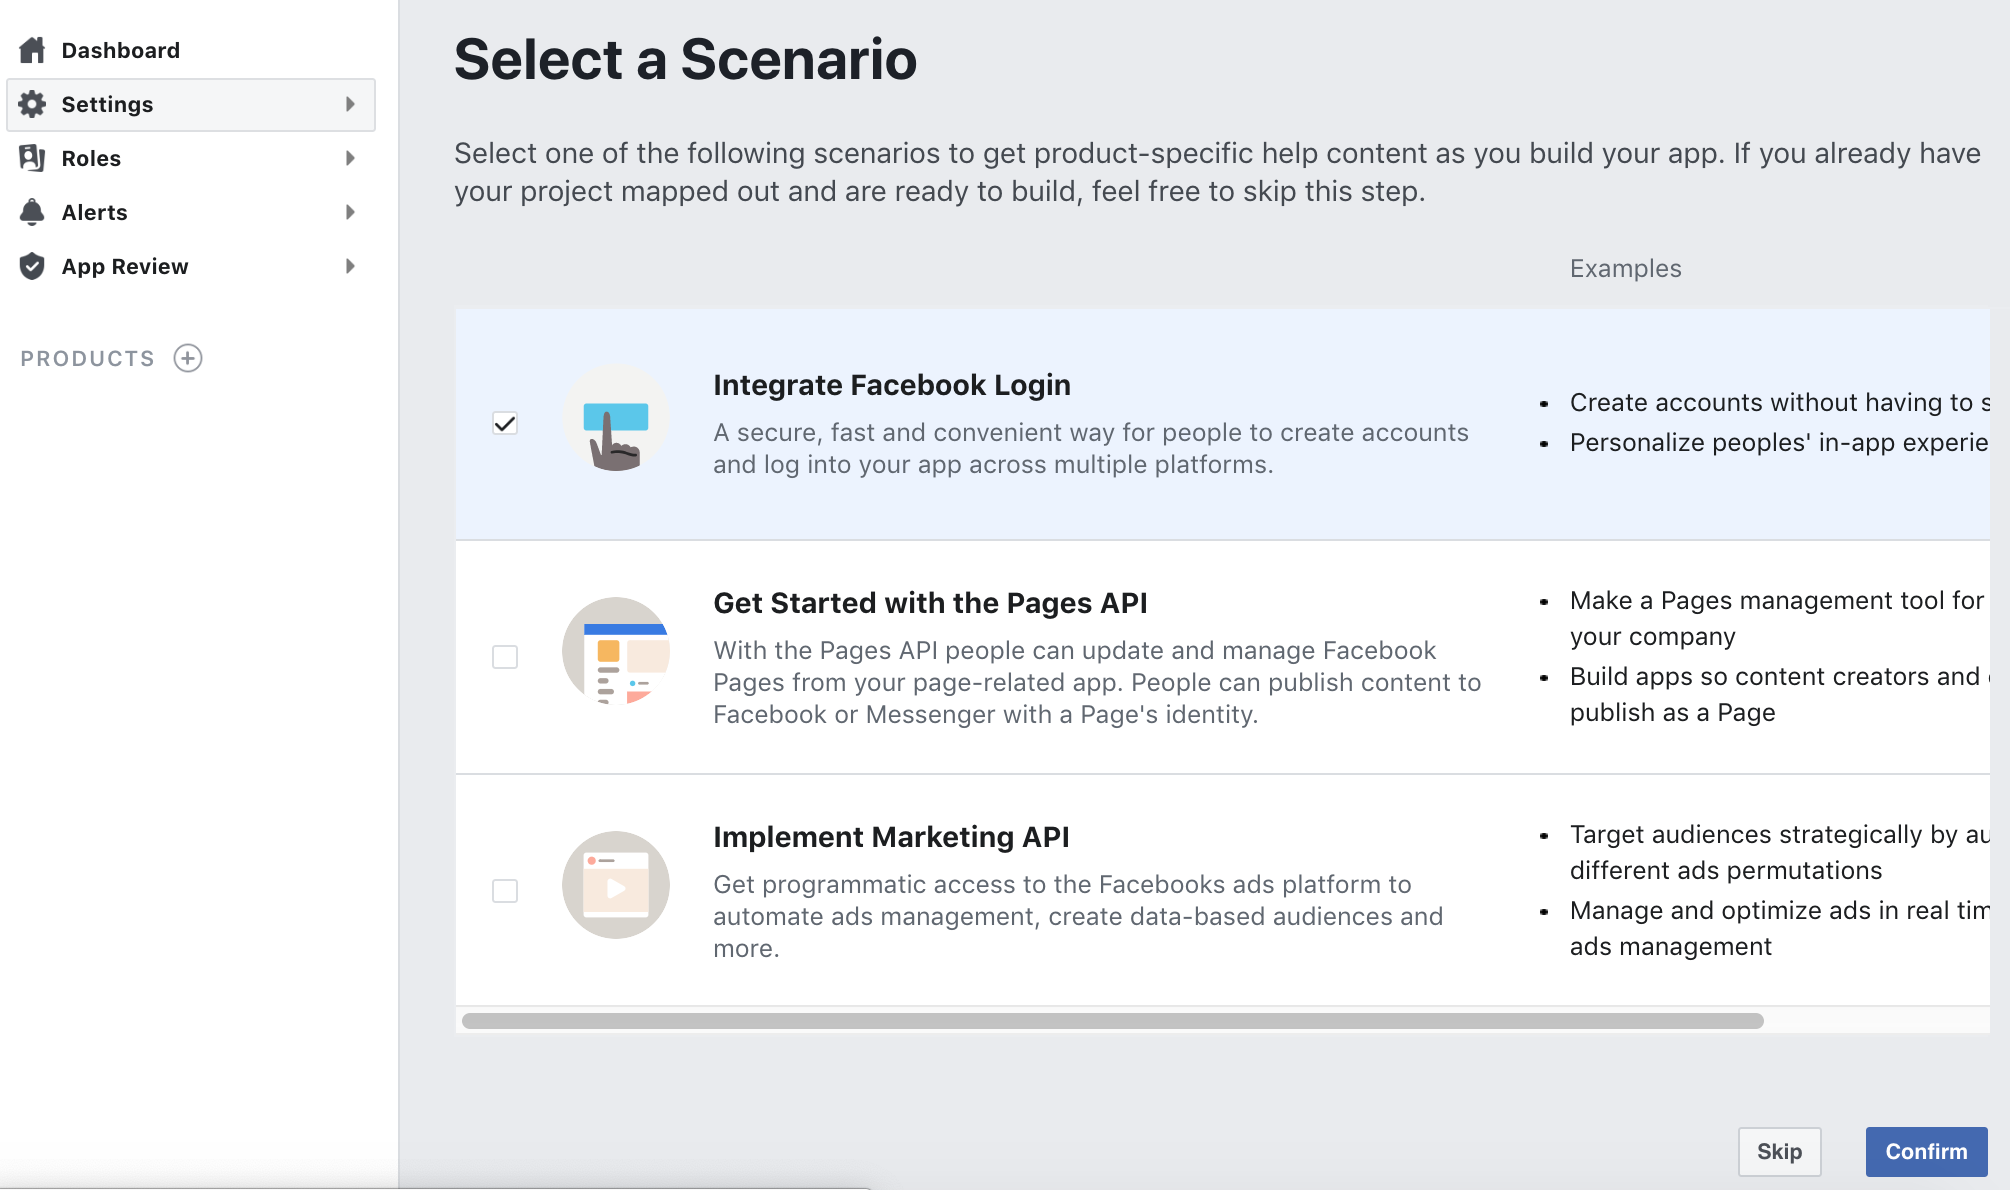 Dashboard
Settings
Roles
Alerts
App Review
PRODUCTS
Select a Scenario
Select one of the following scenarios to get product-specific help content as you build your app. If you already have
your project mapped out and are ready to build, feel free to skip this step.
Examples
Integrate Facebook Login
A secure, fast and convenient way for people to create accounts
and log into your app across multiple platforms.
• Create accounts without having to
• Personalize peoples' in-app
Get Started with the Pages API
With the Pages API people can update and manage Facebook
Pages from your page-related app. People can publish content to
Facebook or Messenger with a Page's identity.
• Make a Pages management tool for
your company
• Build apps so content creators and
publish as a Page
Implement Marketing API
Get programmatic access to the Facebooks ads platform to
automate ads management, create data-based audiences and
more.
• Target audiences strategically by
different ads permutations
• Manage and optimize ads in real
ads management
Skip
Confirm